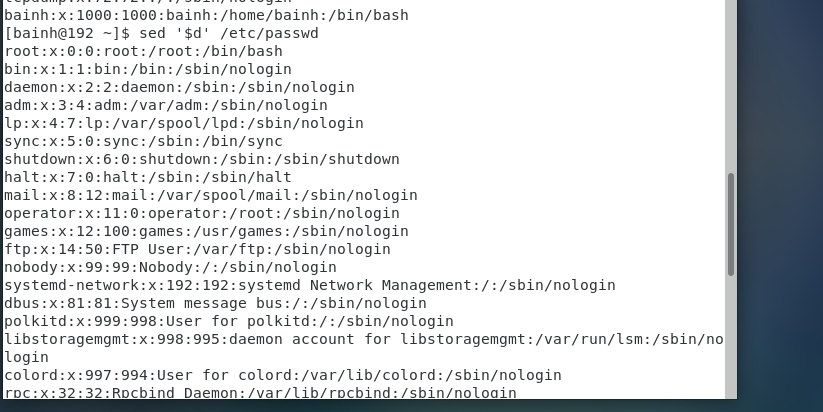 bainh:x:1000:1000:bainh:/home/bainh:/bin/bash
[bainh@192 ~]$ sed '$d' /etc/passwd
root:x:0:0:root:/root:/bin/bash
bin:x:1:1:bin:/bin:/sbin/nologin
daemon:x:2:2:daemon:/sbin:/sbin/nologin
adm:x:3:4:adm:/var/adm:/sbin/nologin
lp:x:4:7:lp:/var/spool/lpd:/sbin/nologin
sync:x:5:0:sync:/sbin:/bin/sync
shutdown:x:6:0:shutdown:/sbin:/sbin/shutdown
halt:x:7:0:halt:/sbin:/sbin/halt
mail:x:8:12:mail:/var/spool/mail:/sbin/nologin
operator:x:11:0:operator:/root:/sbin/nologin
games:x:12:100:games:/usr/games:/sbin/nologin
ftp:x:14:50:FTP User:/var/ftp:/sbin/nologin
nobody:x:99:99:Nobody:/:/sbin/nologin
systemd-network:x:192:192:systemd Network Management:/:/sbin/nologin
dbus:x:81:81:System message bus:/:/sbin/nologin
polkitd:x:999:998:User for polkitd:/:/sbin/nologin
libstoragemgmt:x:998:995:daemon account for libstoragemgmt:/var/run/lsm:/sbin/no
login
colord:x:997:994:User for colord:/var/lib/colord:/sbin/nologin
rpc:x:32:32:Rpcbind Daemon:/var/lib/rpcbind:/sbin/nologin